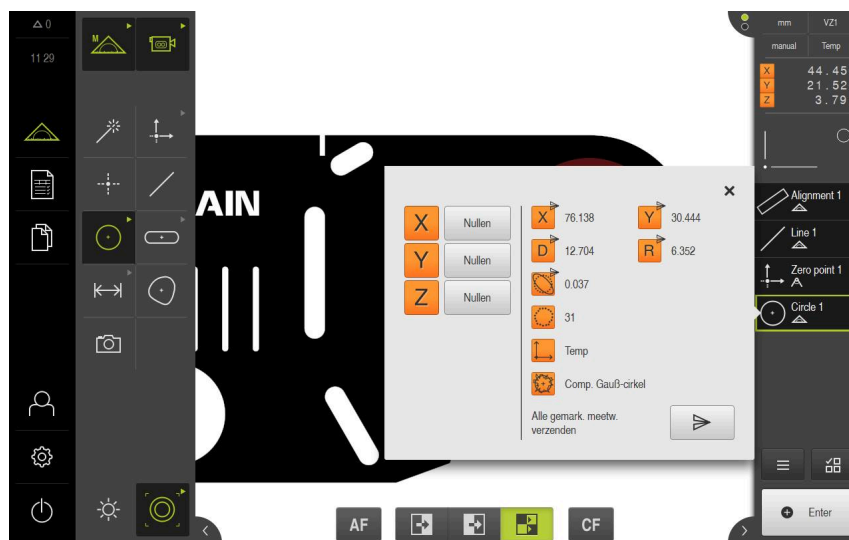 0
11 29
M
AIN
X Nullen
Y Nullen
Z Nullen
X 76.138 Y 30.444
D 12.704 R 6.352
0.037
31
Temp
Comp. Gauß-cirkel
Alle gemark. meetw.
verzenden
mm VZ1
manual Temp
X 44.45
Y 21.52
Z 3.79
Alignment 1
Line 1
Zero point 1
Circle 1
Enter
AF
CF